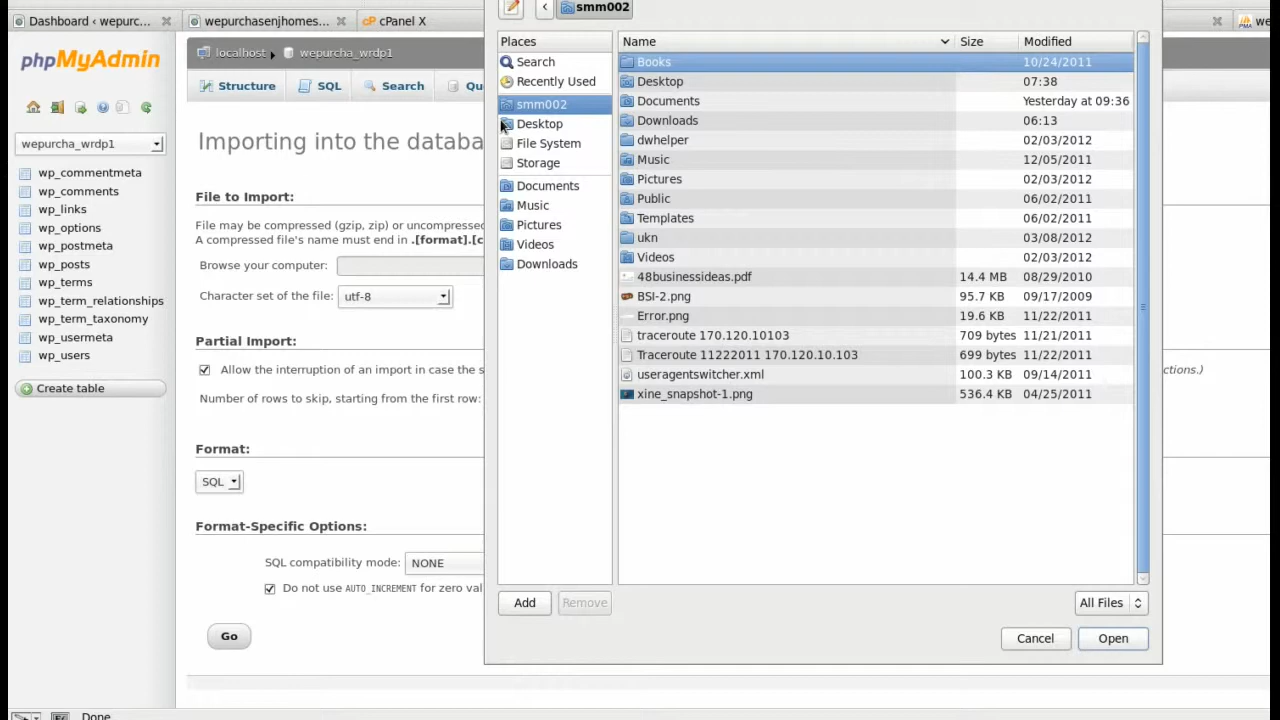 smm002
Dashboard ‹ wepurc...
wepurchasenjhomes...
cP cPanel X
PMA
we
phpMyAdmin
localhost
wepurcha_wrdp1
Structure
SQL
Search
Qu
wepurcha_wrdp1
wp_commentmeta
wp_comments
wp_links
wp_options
wp_postmeta
wp_posts
wp_terms
wp_term_relationships
wp_term_taxonomy
wp_usermeta
wp_users
Create table
Importing into the databa
File to Import:
File may be compressed (gzip, zip) or uncompressed
A compressed file's name must end in .[format].[c
Browse your computer:
Character set of the file: utf-8
Partial Import:
Allow the interruption of an import in case the s
ctions.)
Number of rows to skip, starting from the first row:
Format:
SQL
Format-Specific Options:
SQL compatibility mode: NONE
Do not use AUTO_INCREMENT for zero val
Go
Places
Search
Recently Used
smm002
Desktop
File System
Storage
Documents
Music
Pictures
Videos
Downloads
Name Size Modified
Books 10/24/2011
Desktop 07:38
Documents Yesterday at 09:36
Downloads 06:13
dwhelper 02/03/2012
Music 12/05/2011
Pictures 02/03/2012
Public 06/02/2011
Templates 06/02/2011
ukn 03/08/2012
Videos 02/03/2012
48businessideas.pdf 14.4 MB 08/29/2010
BSI-2.png 95.7 KB 09/17/2009
Error.png 19.6 KB 11/22/2011
traceroute 170.120.10103 709 bytes 11/21/2011
Traceroute 11222011 170.120.10.103 699 bytes 11/22/2011
useragentswitcher.xml 100.3 KB 09/14/2011
xine_snapshot-1.png 536.4 KB 04/25/2011
Add
Remove
All Files
Cancel
Open
Done